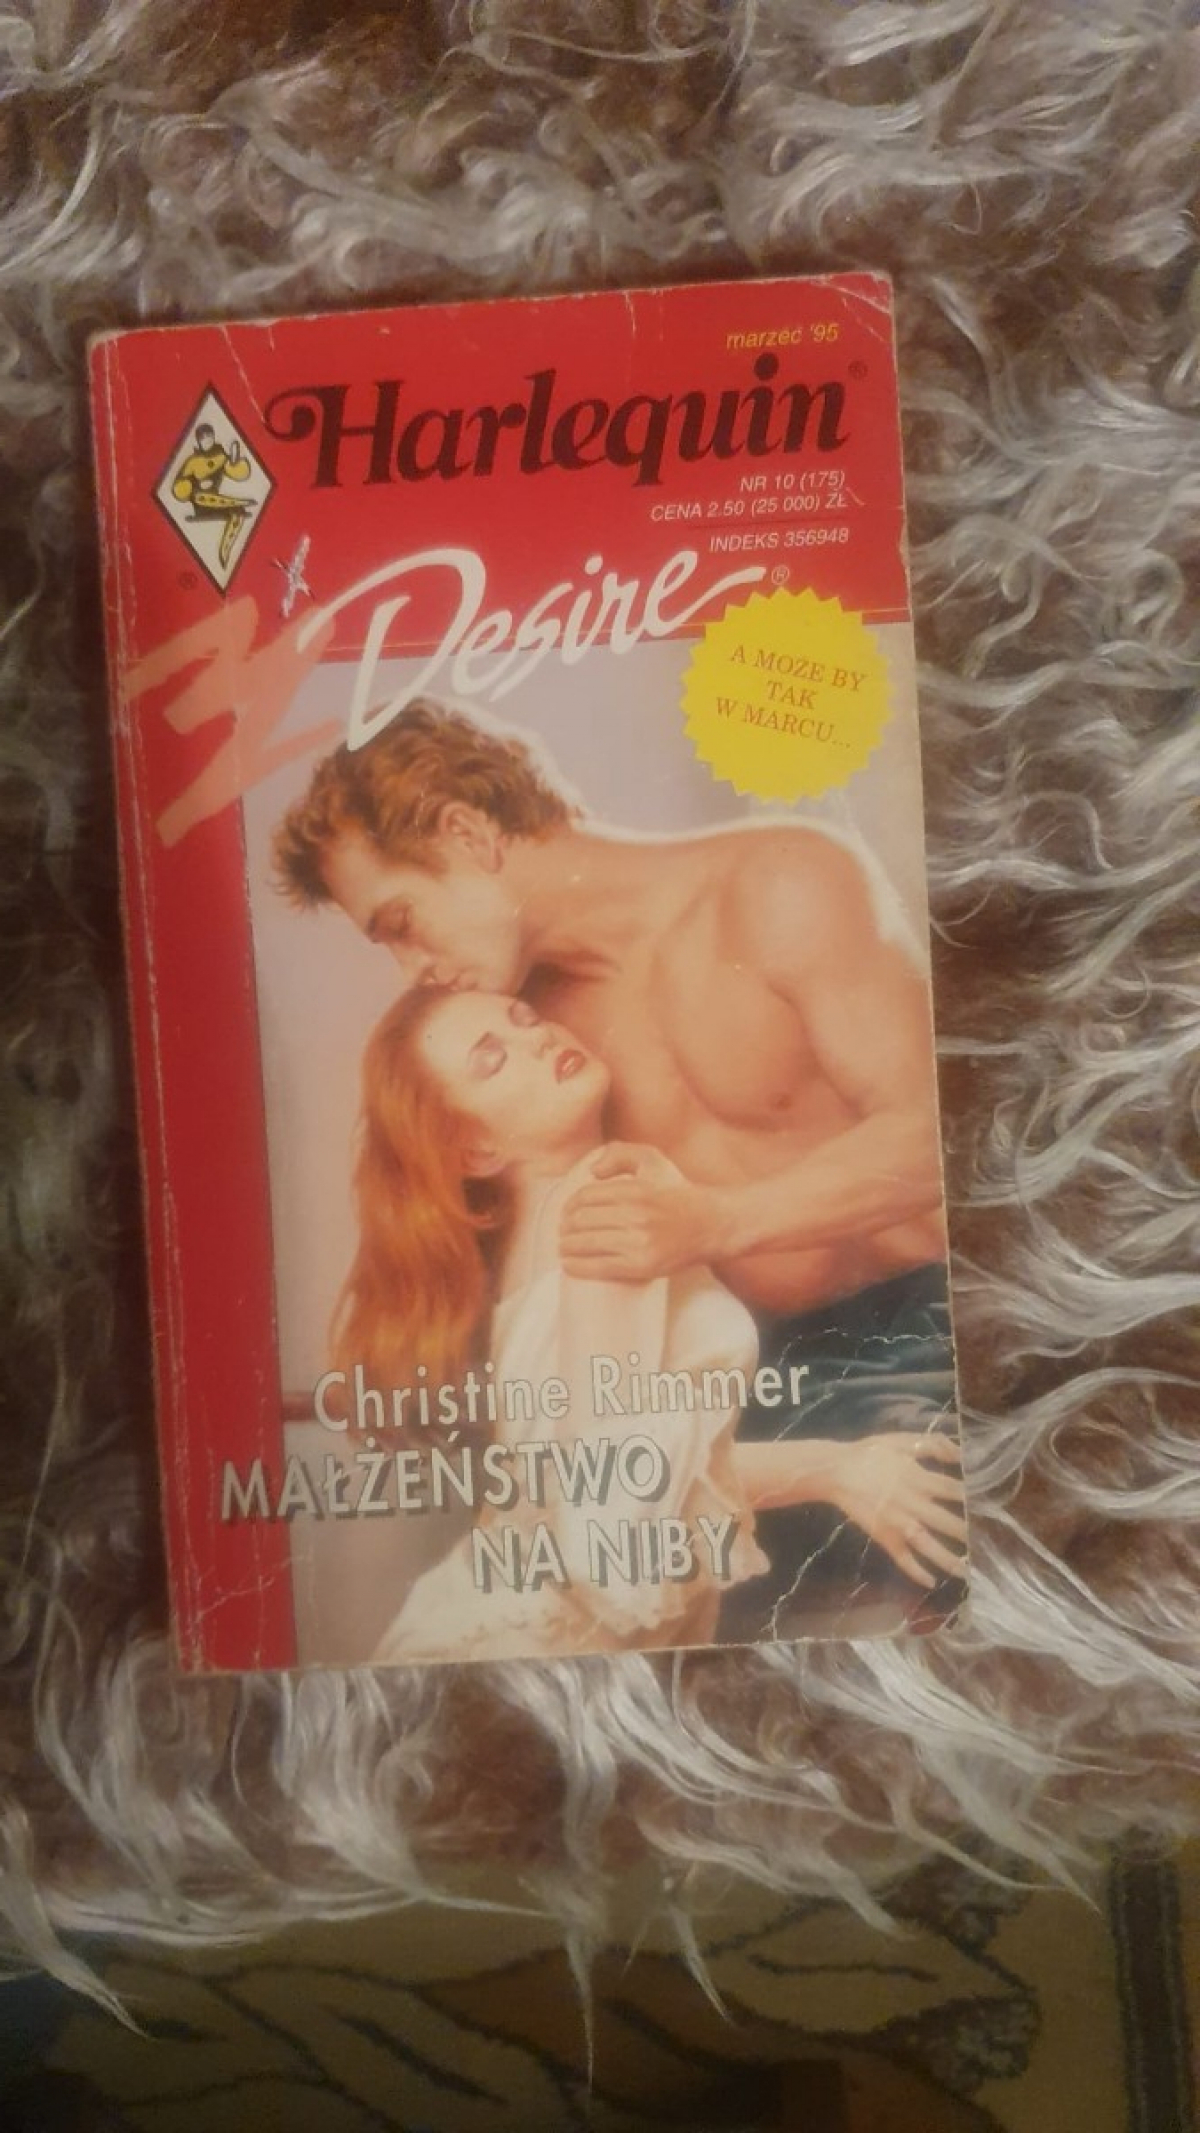 marzec '95
Harlequin®
NR 10 (175)
CENA 2.50 (25 000) ZŁ
INDEKS 356948
Desire®
A MOŻE BY
TAK
W MARCU...
Christine Rimmer
MAŁŻEŃSTWO
NA NIBY